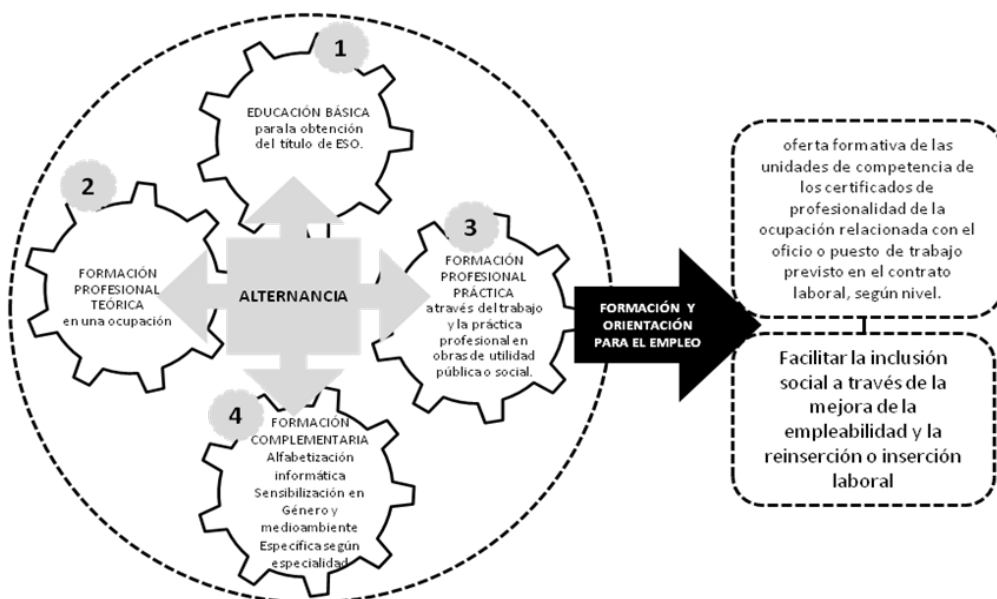 1
EDUCACIÓN BÁSICA
para la obtención
del título de ESO.
2
FORMACIÓN
PROFESIONAL
TEÓRICA
en una ocupación
ALTERNANCIA
3
FORMACIÓN
PROFESIONAL
PRÁCTICA
a través del trabajo
y la práctica
profesional en
obras de utilidad
pública o social.
4
FORMACIÓN
COMPLEMENTARIA
Alfabetización
informática
Sensibilización en
Género y
medioambiente
Específica según
especialidad
FORMACIÓN Y
ORIENTACIÓN
PARA EL EMPLEO
oferta formativa de las
unidades de competencia de
los certificados de
profesionalidad de la
ocupación relacionada con el
oficio o puesto de trabajo
previsto en el contrato
laboral, según nivel.
Facilitar la inclusión
social a través de la
mejora de la
empleabilidad y la
reinserción o inserción
laboral